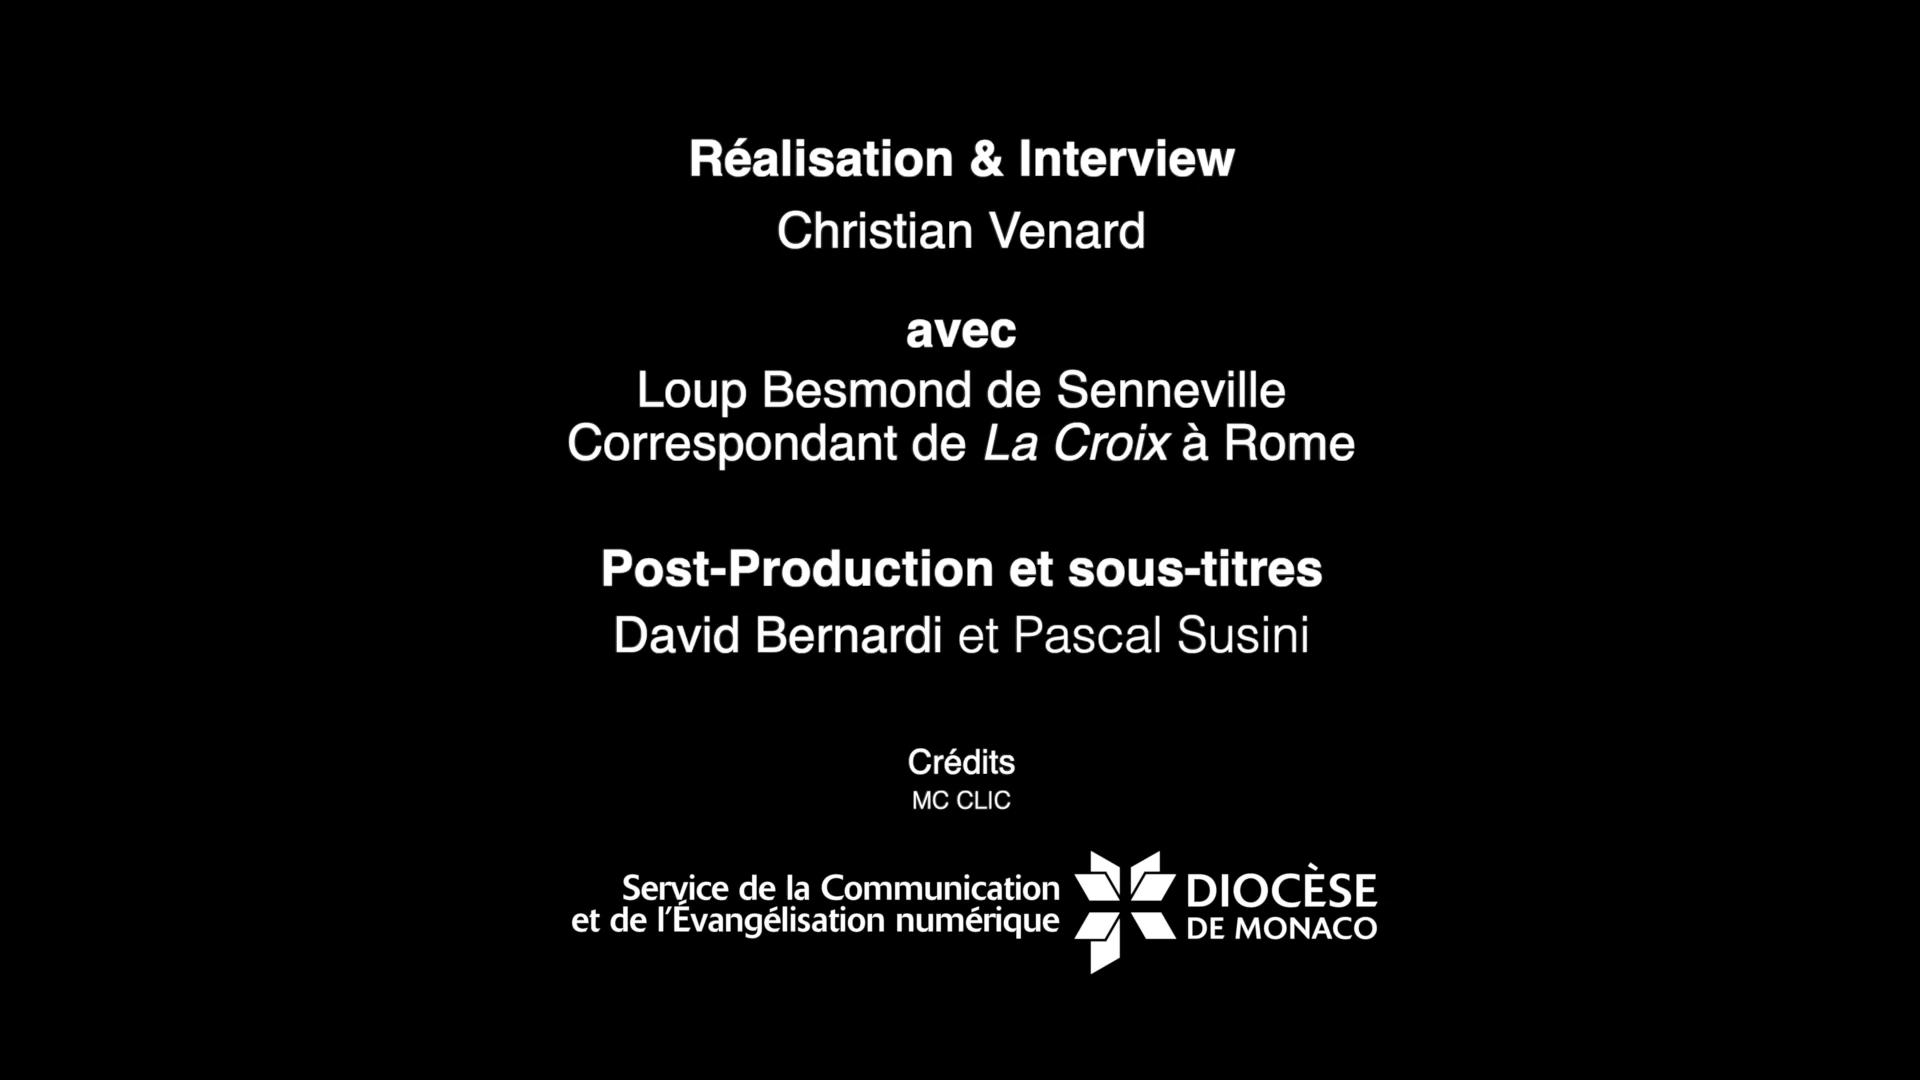 Réalisation & Interview
Christian Venard
avec
Loup Besmond de Senneville
Correspondant de La Croix à Rome
Post-Production et sous-titres
David Bernardi et Pascal Susini
Crédits
MC CLIC
Service de la Communication
et de l'Évangélisation numérique
DIOCÈSE
DE MONACO